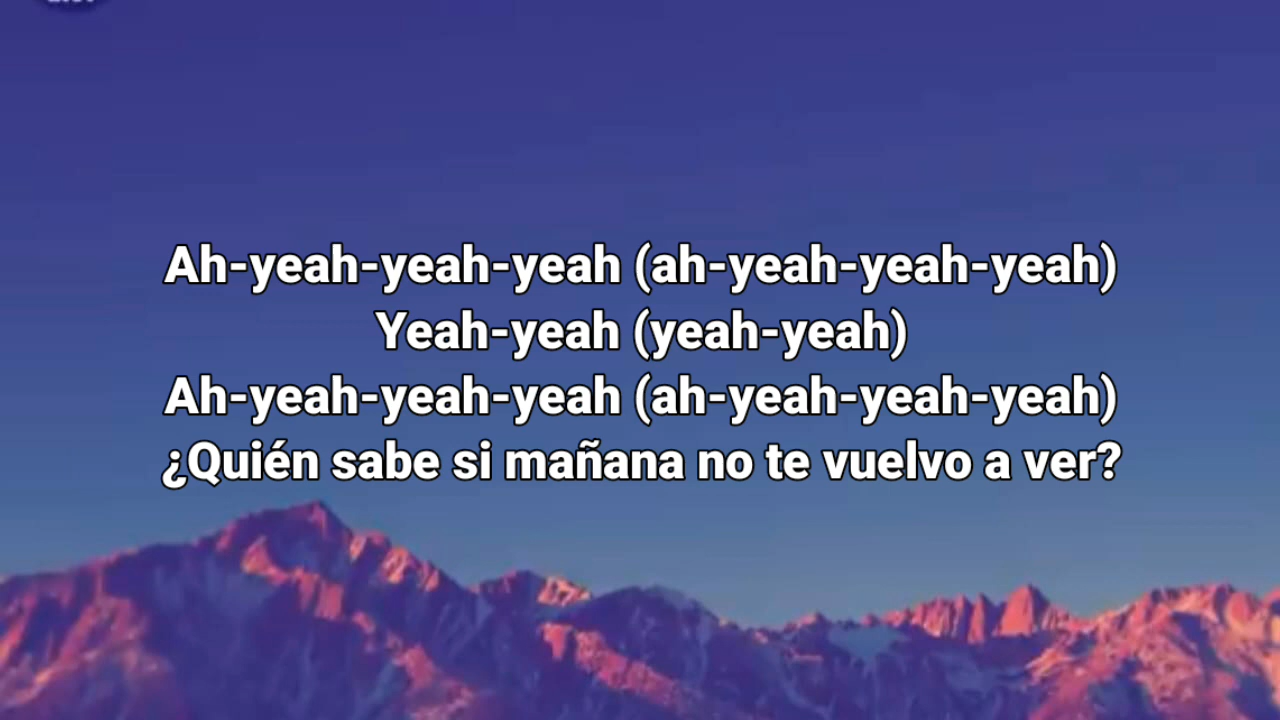 Ah-yeah-yeah-yeah (ah-yeah-yeah-yeah)
Yeah-yeah (yeah-yeah)
Ah-yeah-yeah-yeah (ah-yeah-yeah-yeah)
¿Quién sabe si mañana no te vuelvo a ver?